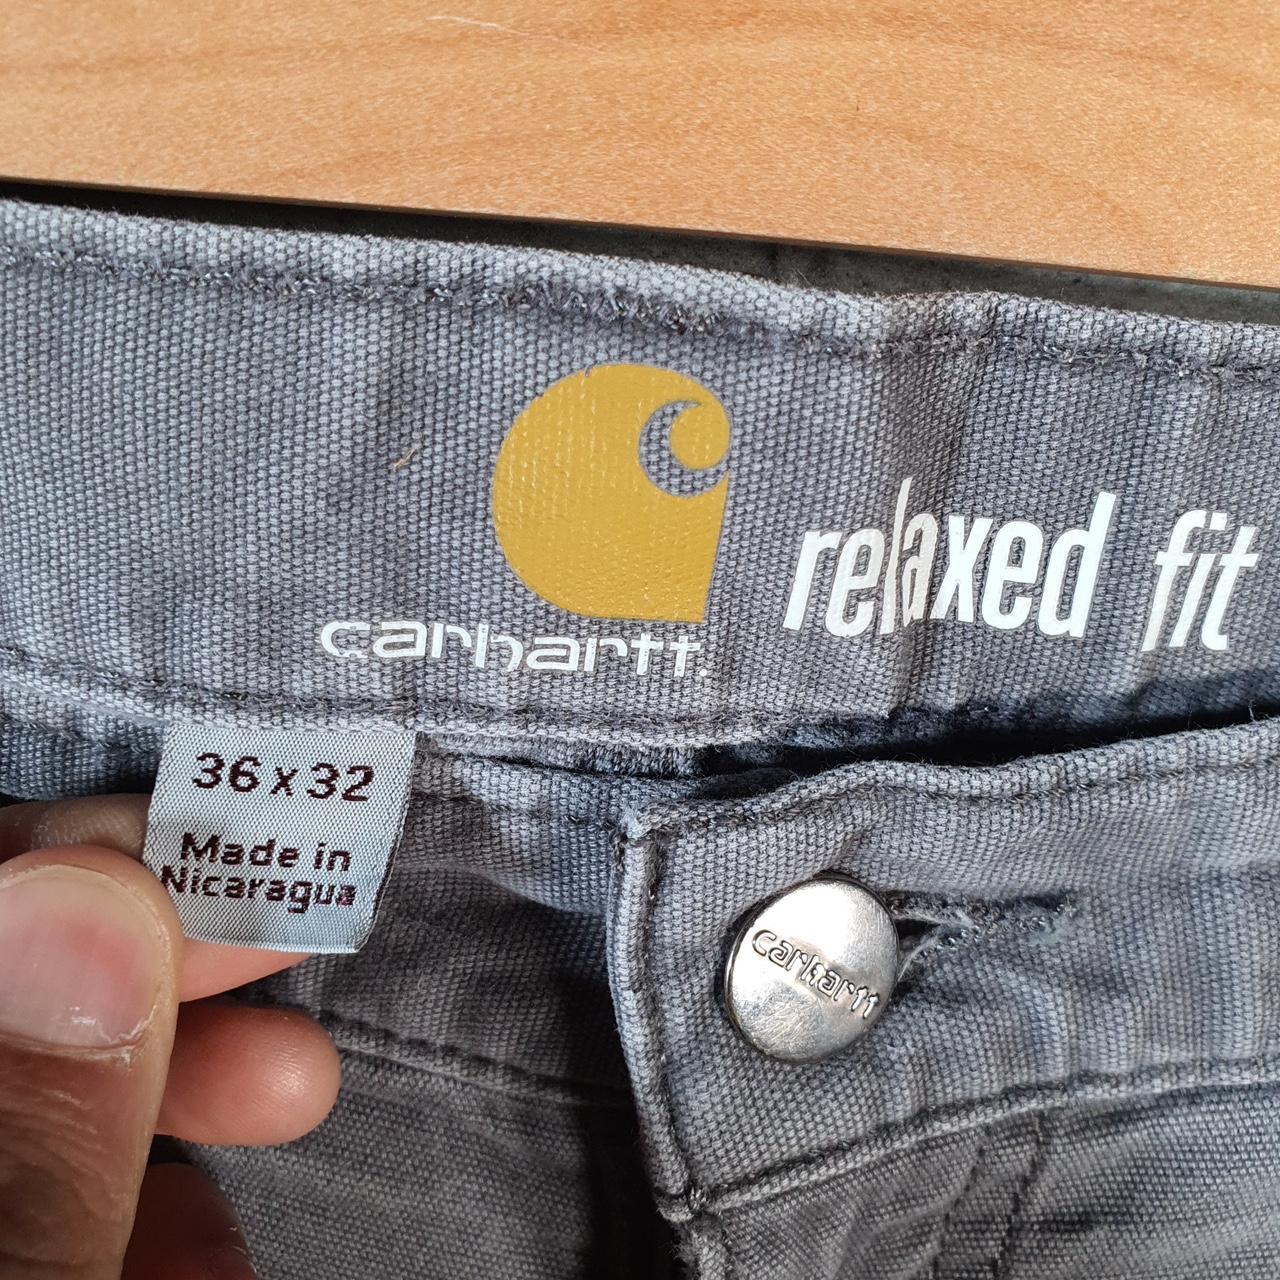 carhartt.
relaxed fit
36 x 32
Made in
Nicaragua
carhartt